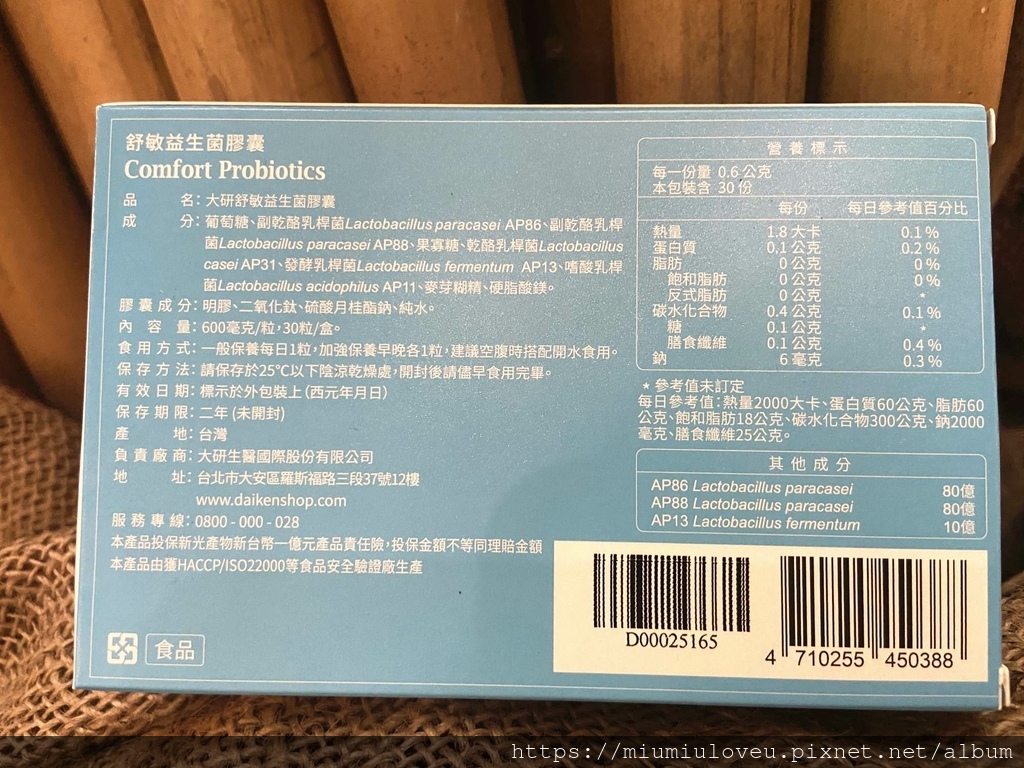 舒敏益生菌膠囊
Comfort Probiotics
品 名：大研舒敏益生菌膠囊
成 分：葡萄糖、副乾酪乳桿菌Lactobacillus paracasei AP86、副乾酪乳桿
菌Lactobacillus paracasei AP88、果寡糖、乾酪乳桿菌Lactobacillus
casei AP31、發酵乳桿菌Lactobacillus fermentum AP13、嗜酸乳桿
菌Lactobacillus acidophilus AP11、麥芽糊精、硬脂酸鎂。
膠囊成分：明膠、二氧化鈦、硫酸月桂酯鈉、純水。
內容量：600毫克/粒，30粒/盒。
食用方式：一般保養每日1粒，加強保養早晚各1粒，建議空腹時搭配開水食用。
保存方法：請保存於25℃以下陰涼乾燥處，開封後請儘早食用完畢。
有效日期：標示於外包裝上(西元年月日)
保存期限：二年(未開封)
產 地：台灣
負責廠商：大研生醫國際股份有限公司
地 址：台北市大安區羅斯福路三段37號12樓
www.daikenshop.com
服務專線：0800-000-028
本產品投保新光產物新台幣一億元產品責任險，投保金額不等同理賠金額
本產品由獲HACCP/ISO22000等食品安全驗證廠生產
食品
營養標示
每一份量 0.6公克
本包裝含 30份
每份 每日參考值百分比
熱量 1.8大卡 0.1%
蛋白質 0.1公克 0.2%
脂肪 0公克 0%
飽和脂肪 0公克 0%
反式脂肪 0公克 *
碳水化合物 0.4公克 0.1%
糖 0.1公克 *
膳食纖維 0.1公克 0.4%
鈉 6毫克 0.3%
*參考值未訂定
每日參考值：熱量2000大卡、蛋白質60公克、脂肪60
公克、飽和脂肪18公克、碳水化合物300公克、鈉2000
毫克、膳食纖維25公克。
其他成分
AP86 Lactobacillus paracasei 80億
AP88 Lactobacillus paracasei 80億
AP13 Lactobacillus fermentum 10億
D00025165
4 710255 450388
https://miumiuloveu.pixnet.net/album